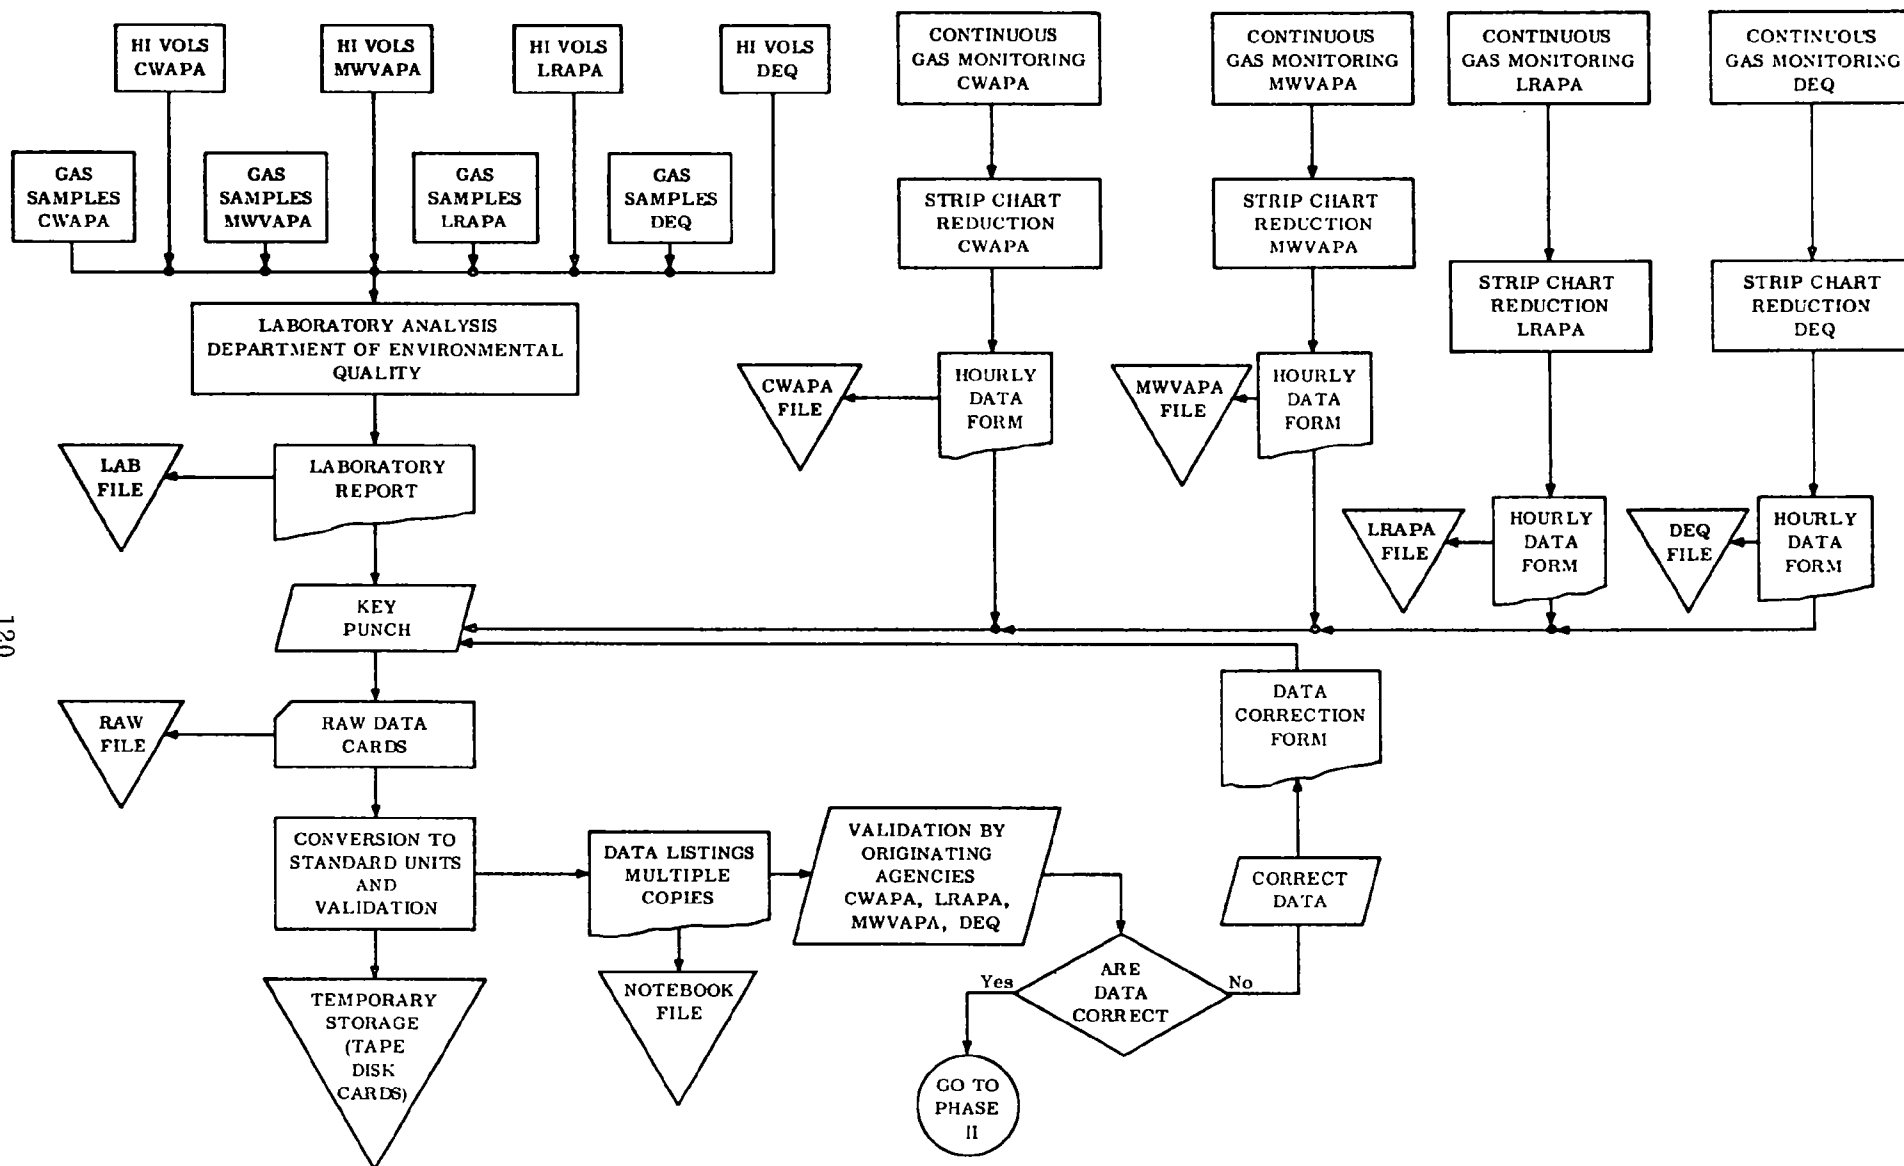 HI VOLS
CWAPA
HI VOLS
MWVAPA
HI VOLS
LRAPA
HI VOLS
DEQ
CONTINUOUS
GAS MONITORING
CWAPA
CONTINUOUS
GAS MONITORING
MWVAPA
CONTINUOUS
GAS MONITORING
LRAPA
CONTINUOUS
GAS MONITORING
DEQ
GAS
SAMPLES
CWAPA
GAS
SAMPLES
MWVAPA
GAS
SAMPLES
LRAPA
GAS
SAMPLES
DEQ
STRIP CHART
REDUCTION
CWAPA
STRIP CHART
REDUCTION
MWVAPA
STRIP CHART
REDUCTION
LRAPA
STRIP CHART
REDUCTION
DEQ
LABORATORY ANALYSIS
DEPARTMENT OF ENVIRONMENTAL
QUALITY
CWAPA
FILE
HOURLY
DATA
FORM
MWVAPA
FILE
HOURLY
DATA
FORM
LAB
FILE
LABORATORY
REPORT
LRAPA
FILE
HOURLY
DATA
FORM
DEQ
FILE
HOURLY
DATA
FORM
KEY
PUNCH
120
RAW
FILE
RAW DATA
CARDS
DATA
CORRECTION
FORM
CONVERSION TO
STANDARD UNITS
AND
VALIDATION
DATA LISTINGS
MULTIPLE
COPIES
VALIDATION BY
ORIGINATING
AGENCIES
CWAPA, LRAPA,
MWVAPA, DEQ
CORRECT
DATA
TEMPORARY
STORAGE
(TAPE
DISK
CARDS)
NOTEBOOK
FILE
Yes
ARE
DATA
CORRECT
No
GO TO
PHASE
II